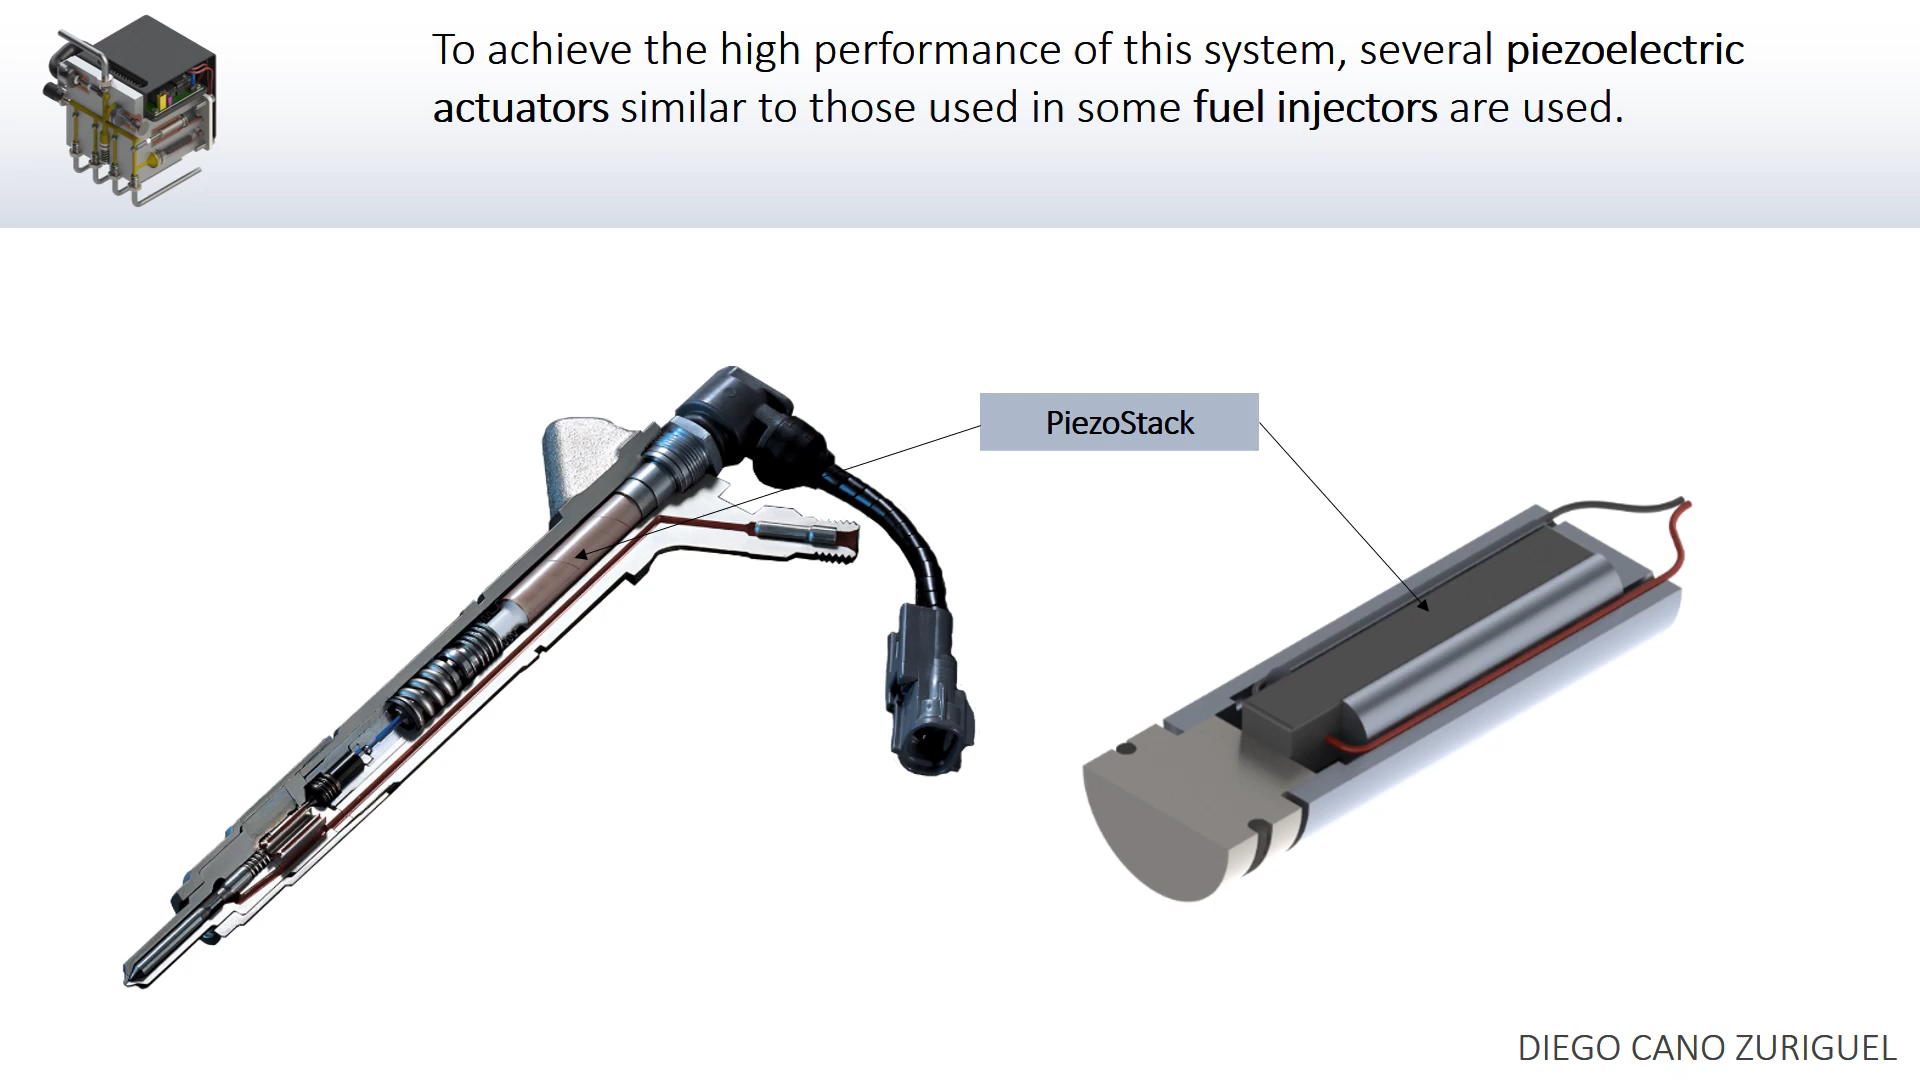 To achieve the high performance of this system, several piezoelectric
actuators similar to those used in some fuel injectors are used.
PiezoStack
DIEGO CANO ZURIGUEL